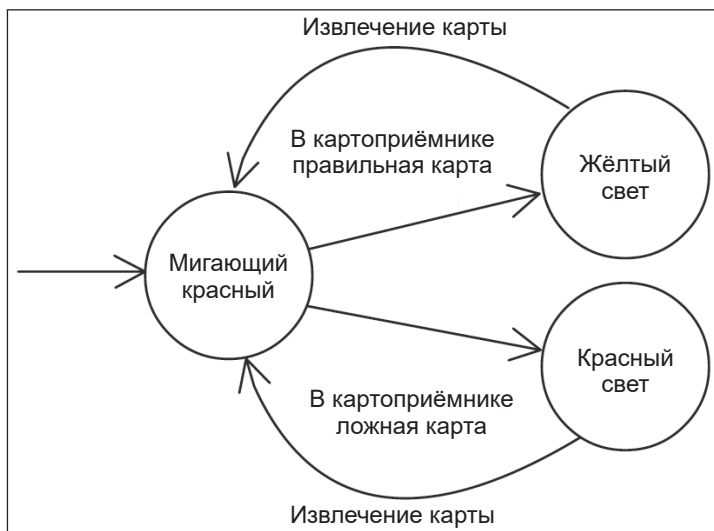 Извлечение карты
В картоприёмнике
правильная карта
Жёлтый
свет
Мигающий
красный
Красный
свет
В картоприёмнике
ложная карта
Извлечение карты